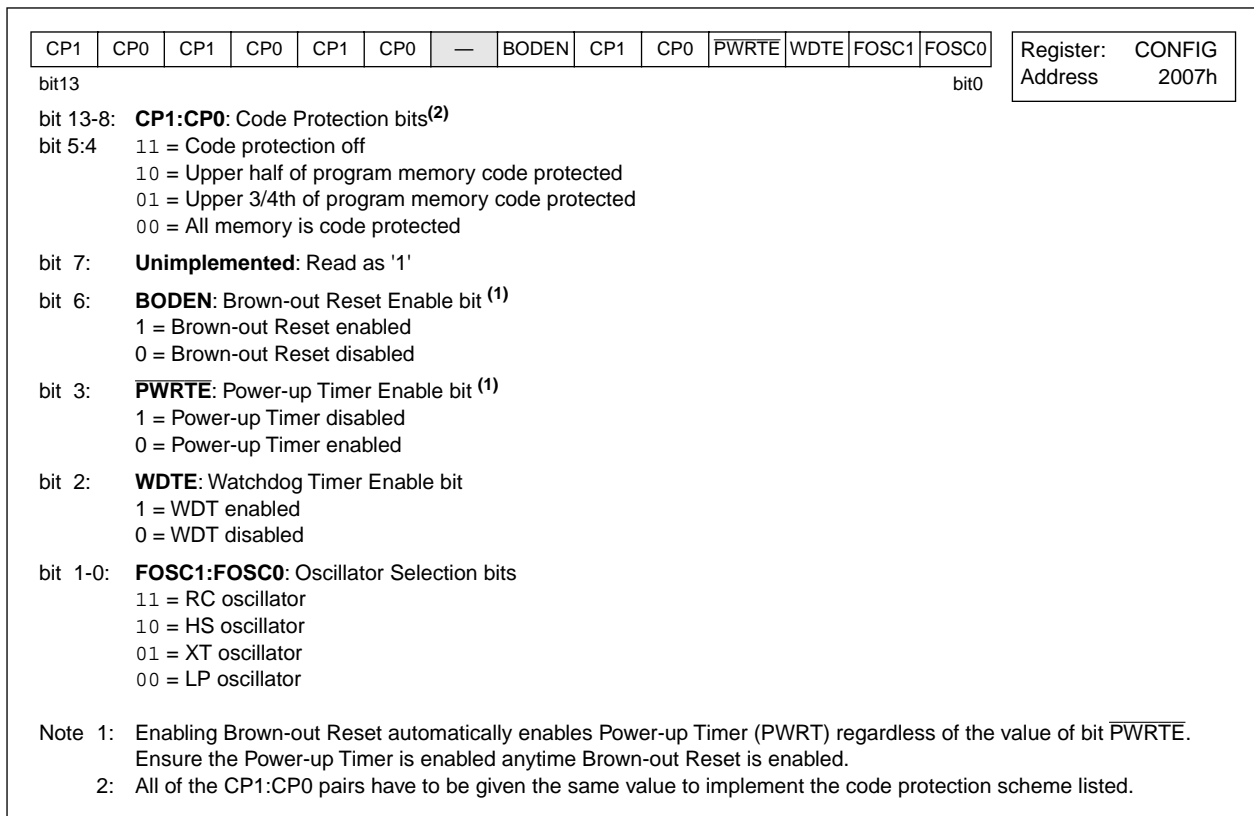 CP1 CP0 CP1 CP0 CP1 CP0 — BODEN CP1 CP0 PWRTE WDTE FOSC1 FOSC0
Register: CONFIG
Address 2007h
bit13 bit0
bit 13-8: CP1:CP0: Code Protection bits(2)
bit 5:4 11 = Code protection off
10 = Upper half of program memory code protected
01 = Upper 3/4th of program memory code protected
00 = All memory is code protected
bit 7: Unimplemented: Read as '1'
bit 6: BODEN: Brown-out Reset Enable bit (1)
1 = Brown-out Reset enabled
0 = Brown-out Reset disabled
bit 3: PWRTE: Power-up Timer Enable bit (1)
1 = Power-up Timer disabled
0 = Power-up Timer enabled
bit 2: WDTE: Watchdog Timer Enable bit
1 = WDT enabled
0 = WDT disabled
bit 1-0: FOSC1:FOSC0: Oscillator Selection bits
11 = RC oscillator
10 = HS oscillator
01 = XT oscillator
00 = LP oscillator
Note 1: Enabling Brown-out Reset automatically enables Power-up Timer (PWRT) regardless of the value of bit PWRTE.
Ensure the Power-up Timer is enabled anytime Brown-out Reset is enabled.
2: All of the CP1:CP0 pairs have to be given the same value to implement the code protection scheme listed.